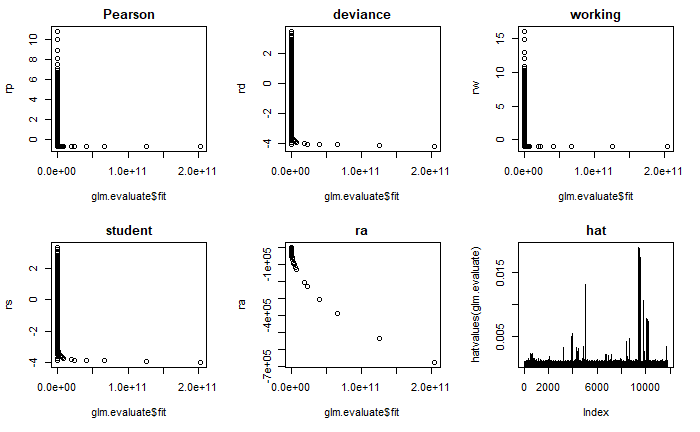 Pearson
rp
0 2 4 6 8 10
0.0e+00 1.0e+11 2.0e+11
glm.evaluate$fit
deviance
rd
-4 -2 0 2
0.0e+00 1.0e+11 2.0e+11
glm.evaluate$fit
working
rw
0 5 10 15
0.0e+00 1.0e+11 2.0e+11
glm.evaluate$fit
student
rs
-4 -2 0 2
0.0e+00 1.0e+11 2.0e+11
glm.evaluate$fit
ra
ra
-7e+05 -4e+05 -1e+05
0.0e+00 1.0e+11 2.0e+11
glm.evaluate$fit
hat
hatvalues(glm.evaluate)
0.005 0.015
0 2000 6000 10000
Index